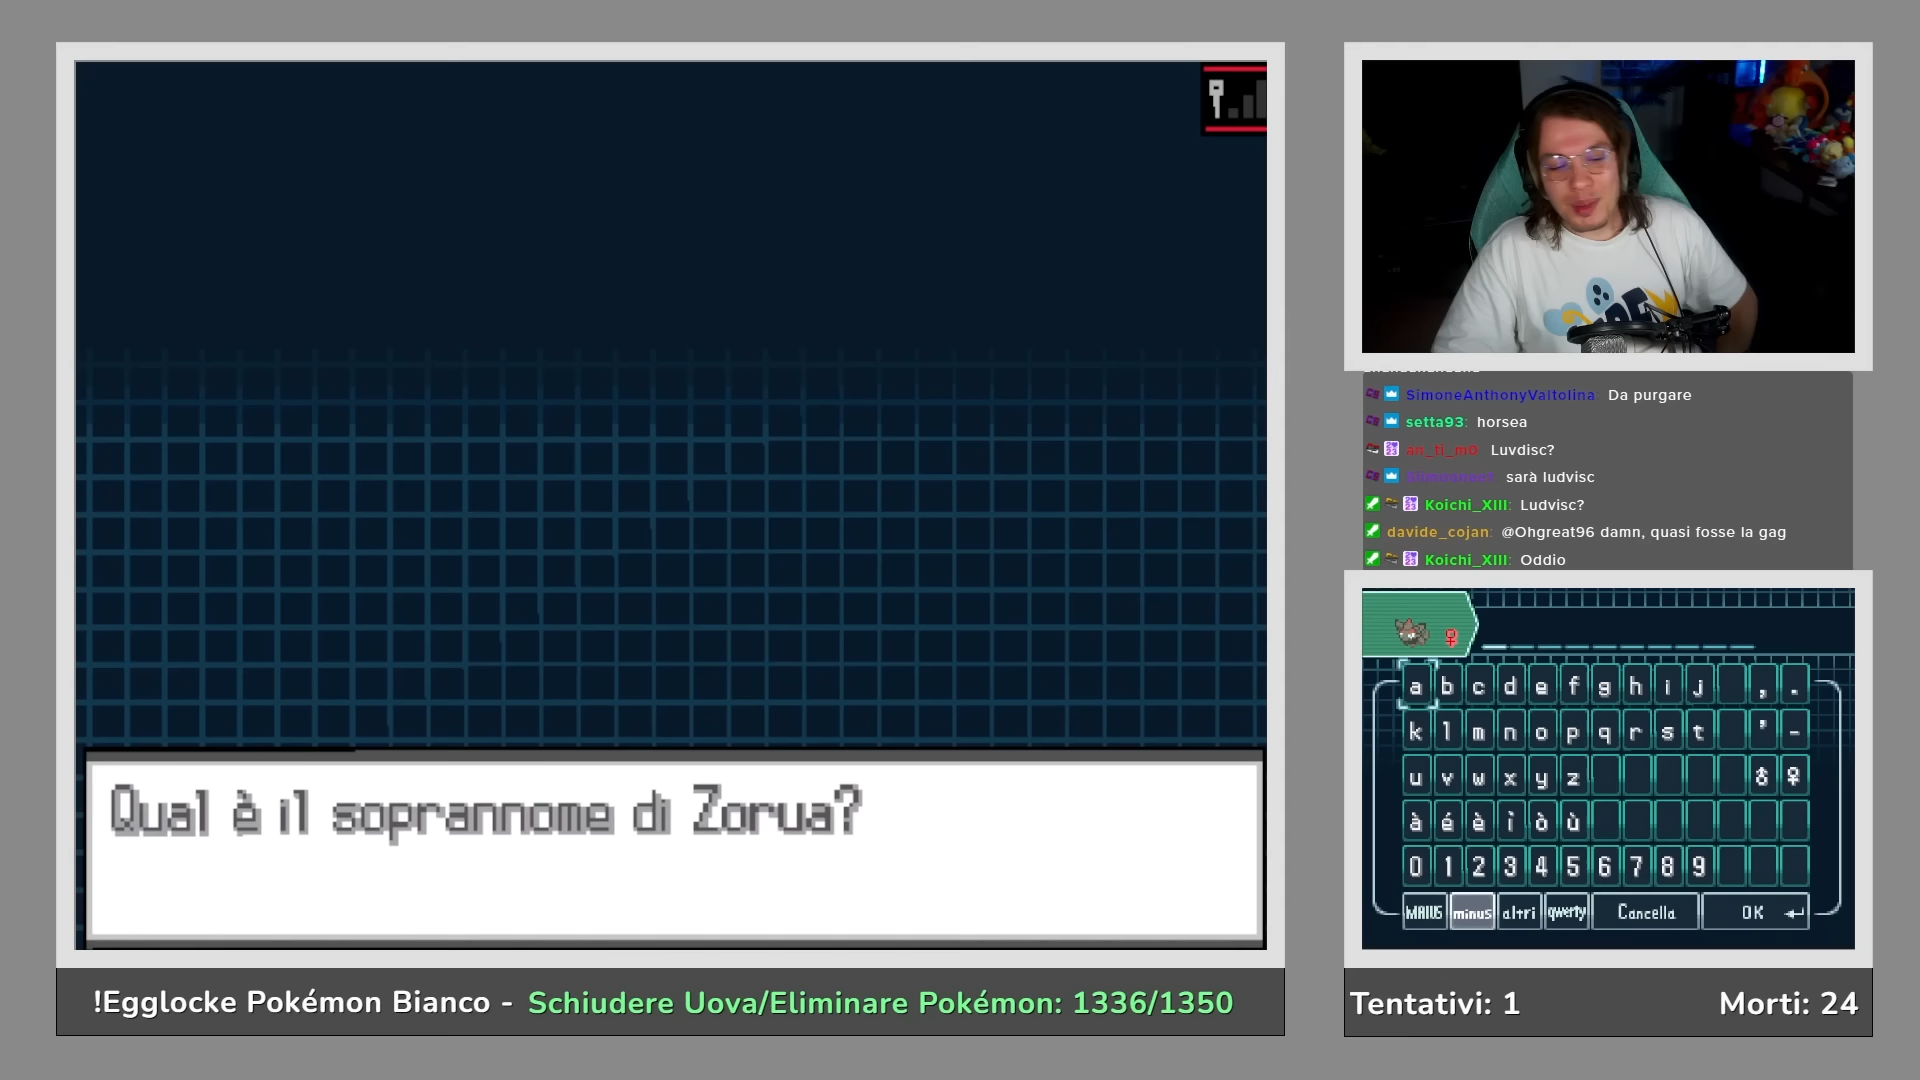 Qual è il soprannome di Zorua?
!Egglocke Pokémon Bianco - Schiudere Uova/Eliminare Pokémon: 1336/1350
SimoneAnthonyValtolina: Da purgare
setta93: horsea
an_ti_m0: Luvdisc?
sarà ludvisc
Koichi_XIII: Ludvisc?
davide_cojan: @Ohgreat96 damn, quasi fosse la gag
Koichi_XIII: Oddio
♀
a b c d e f g h i j , .
k l m n o p q r s t ' -
u v w x y z ♂ ♀
à é è ì ò ù
0 1 2 3 4 5 6 7 8 9
MAIUS minus altri qwerty Cancella OK
Tentativi: 1 Morti: 24